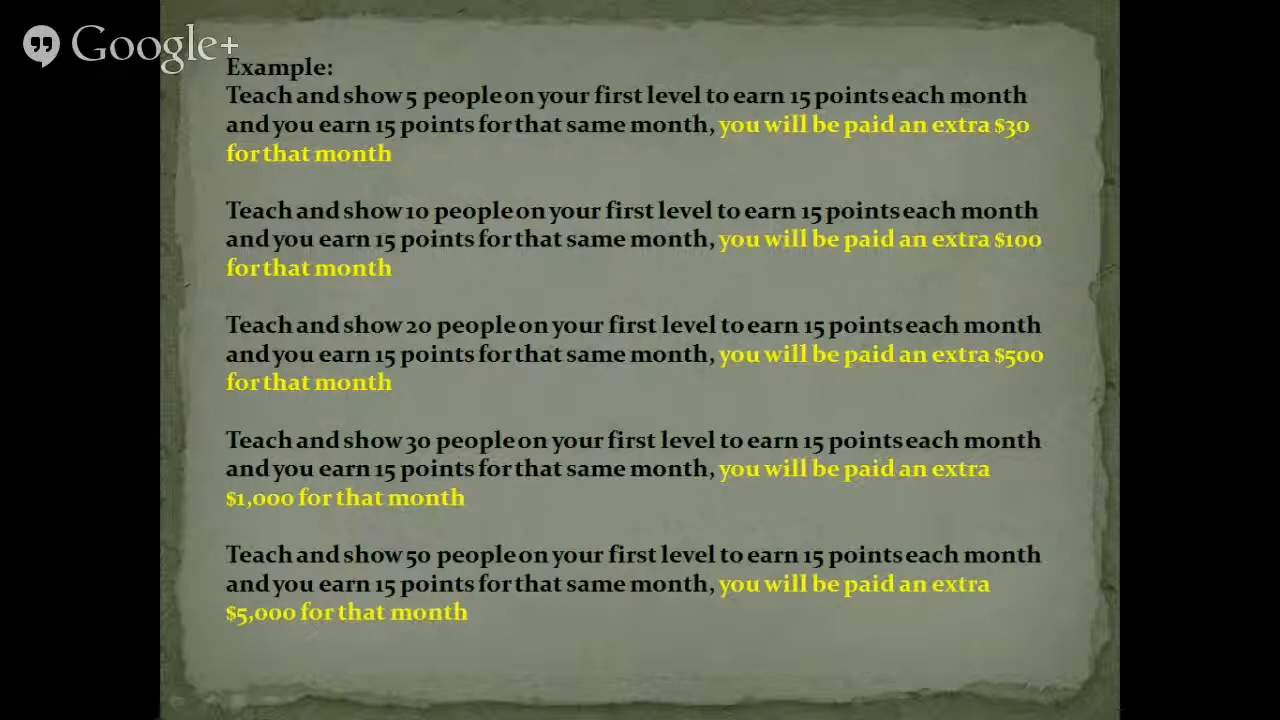 Google+
Example:
Teach and show 5 people on your first level to earn 15 points each month
and you earn 15 points for that same month, you will be paid an extra $30
for that month
Teach and show 10 people on your first level to earn 15 points each month
and you earn 15 points for that same month, you will be paid an extra $100
for that month
Teach and show 20 people on your first level to earn 15 points each month
and you earn 15 points for that same month, you will be paid an extra $500
for that month
Teach and show 30 people on your first level to earn 15 points each month
and you earn 15 points for that same month, you will be paid an extra
$1,000 for that month
Teach and show 50 people on your first level to earn 15 points each month
and you earn 15 points for that same month, you will be paid an extra
$5,000 for that month